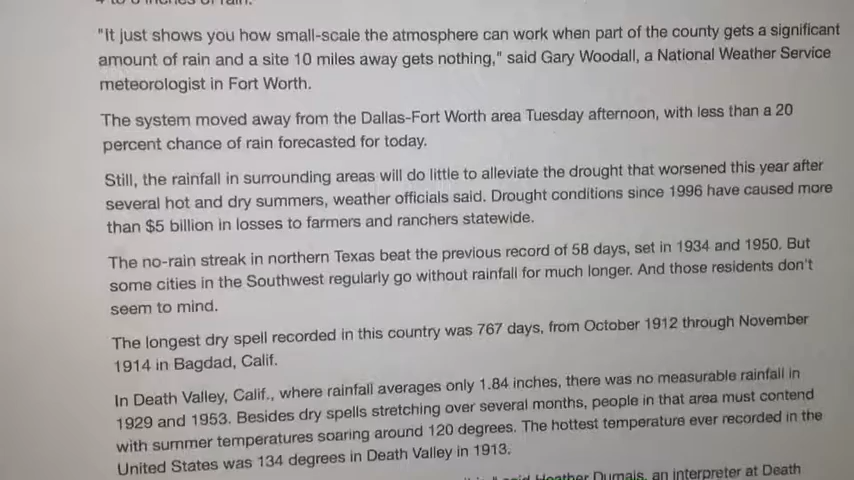 4 to 6 inches of rain.
"It just shows you how small-scale the atmosphere can work when part of the county gets a significant
amount of rain and a site 10 miles away gets nothing," said Gary Woodall, a National Weather Service
meteorologist in Fort Worth.
The system moved away from the Dallas-Fort Worth area Tuesday afternoon, with less than a 20
percent chance of rain forecasted for today.
Still, the rainfall in surrounding areas will do little to alleviate the drought that worsened this year after
several hot and dry summers, weather officials said. Drought conditions since 1996 have caused more
than $5 billion in losses to farmers and ranchers statewide.
The no-rain streak in northern Texas beat the previous record of 58 days, set in 1934 and 1950. But
some cities in the Southwest regularly go without rainfall for much longer. And those residents don't
seem to mind.
The longest dry spell recorded in this country was 767 days, from October 1912 through November
1914 in Bagdad, Calif.
In Death Valley, Calif., where rainfall averages only 1.84 inches, there was no measurable rainfall in
1929 and 1953. Besides dry spells stretching over several months, people in that area must contend
with summer temperatures soaring around 120 degrees. The hottest temperature ever recorded in the
United States was 134 degrees in Death Valley in 1913.
said Heather Dumais, an interpreter at Death